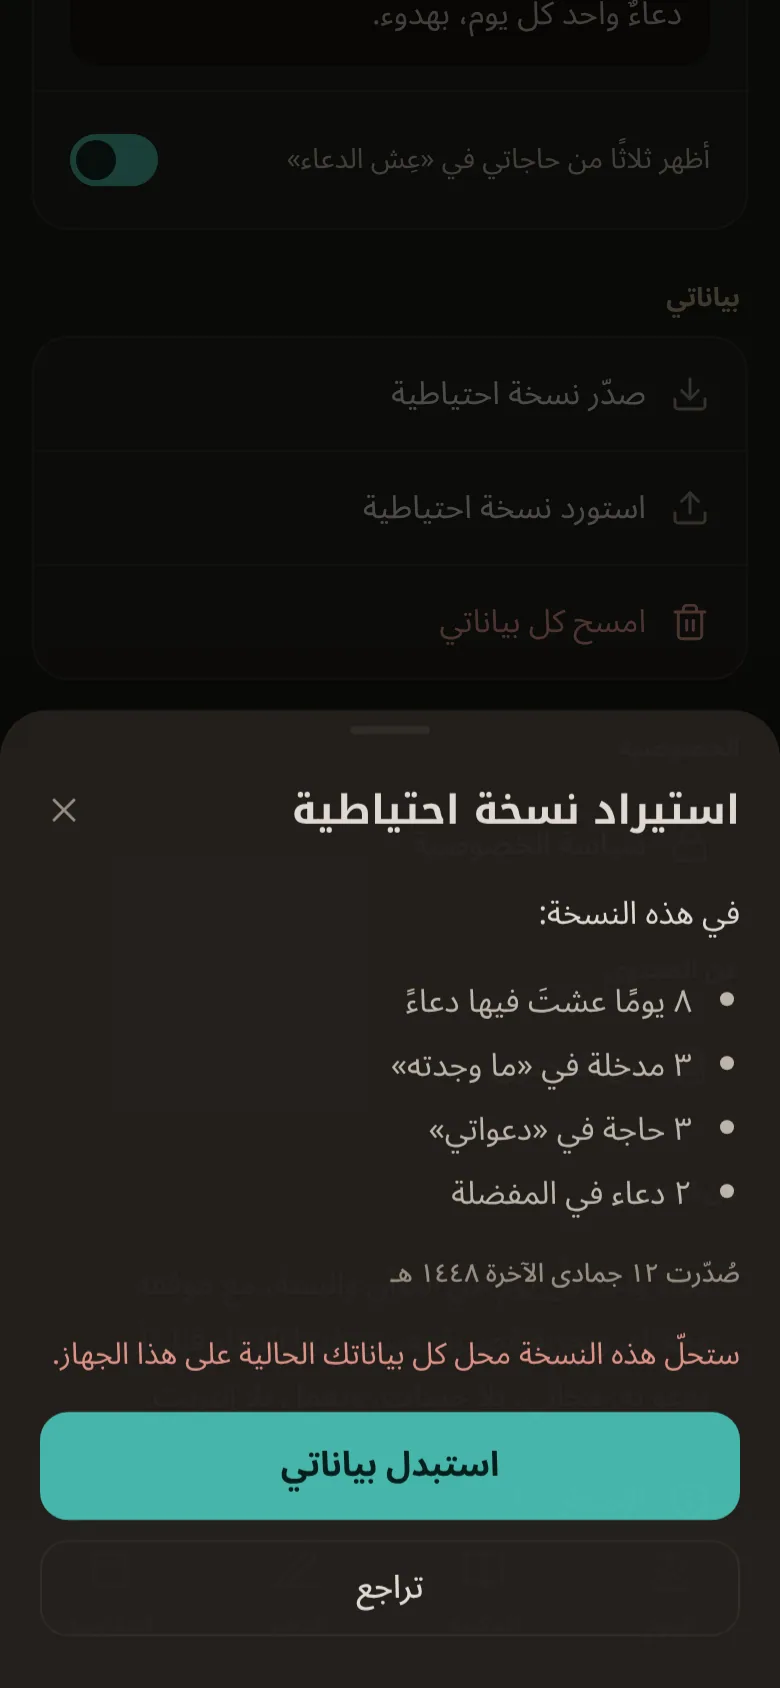 دعاءٌ واحد كل يوم، بهدوء.
أظهر ثلاثًا من حاجاتي في «عِش الدعاء»
بياناتي
صدّر نسخة احتياطية
استورد نسخة احتياطية
امسح كل بياناتي
استيراد نسخة احتياطية
سياسة الخصوصية
في هذه النسخة:
٨ يومًا عشتَ فيها دعاءً
٣ مدخلة في «ما وجدته»
٣ حاجة في «دعواتي»
٢ دعاء في المفضلة
صُدّرت ١٢ جمادى الآخرة ١٤٤٨ هـ
ستحلّ هذه النسخة محل كل بياناتك الحالية على هذا الجهاز.
استبدل بياناتي
تراجع